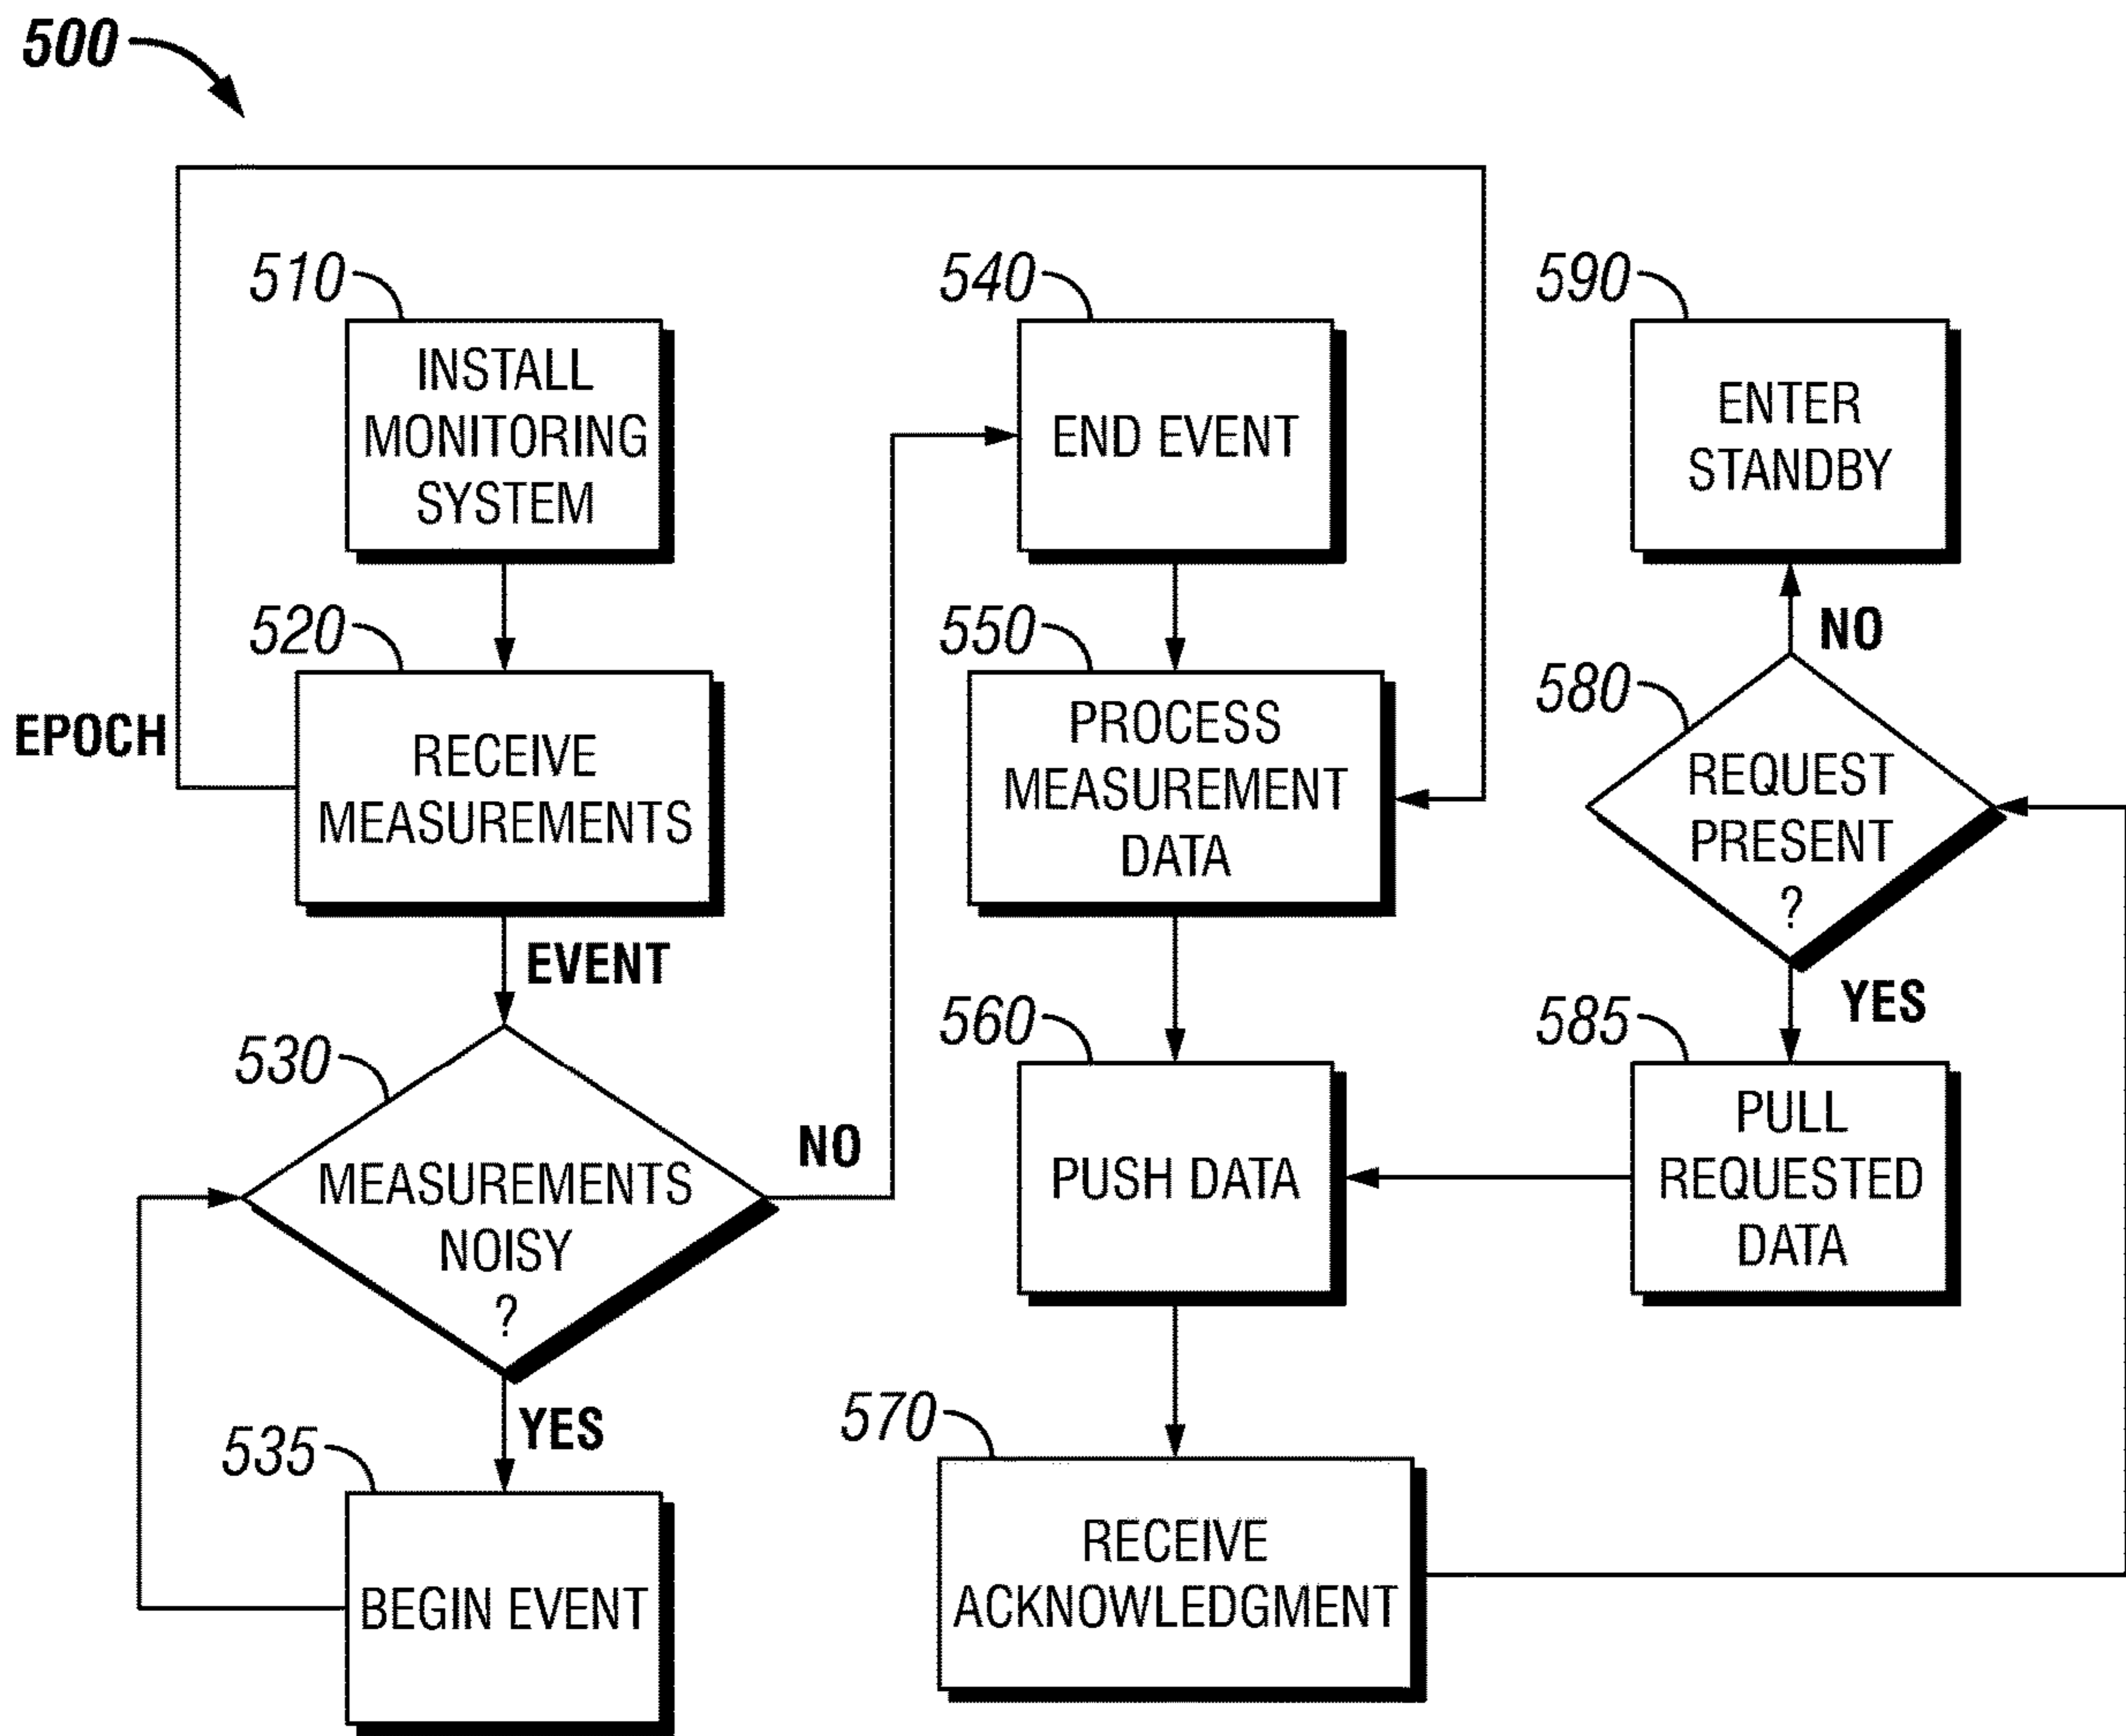 500
510
INSTALL
MONITORING
SYSTEM
520
EPOCH
RECEIVE
MEASUREMENTS
EVENT
530
MEASUREMENTS
NOISY
?
NO
YES
535
BEGIN EVENT
540
END EVENT
550
PROCESS
MEASUREMENT
DATA
560
PUSH DATA
570
RECEIVE
ACKNOWLEDGMENT
590
ENTER
STANDBY
NO
580
REQUEST
PRESENT
?
YES
585
PULL
REQUESTED
DATA